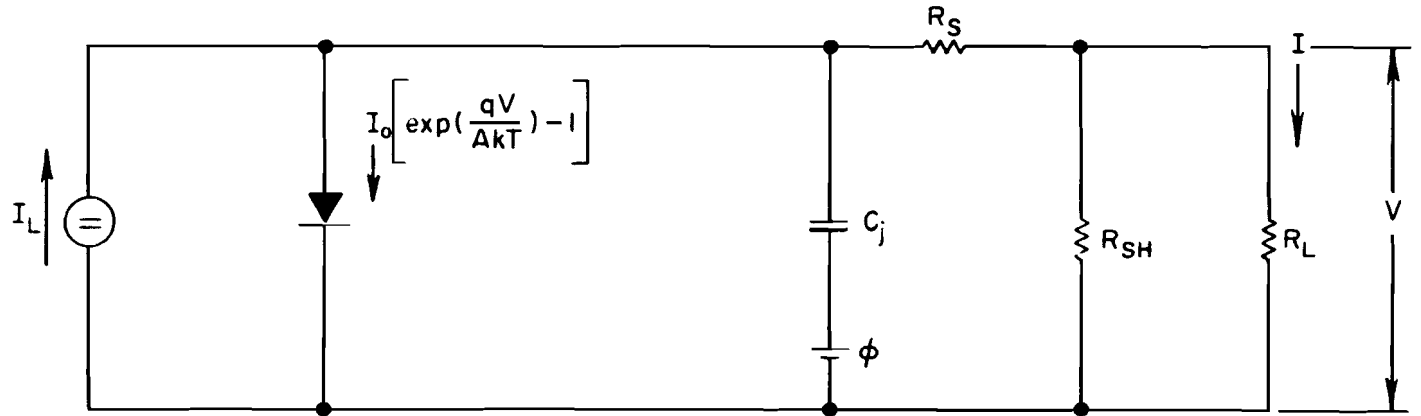 R_S
I
I_o [exp(qV/AkT) − 1]
I_L
C_j
R_SH
R_L
V
ϕ